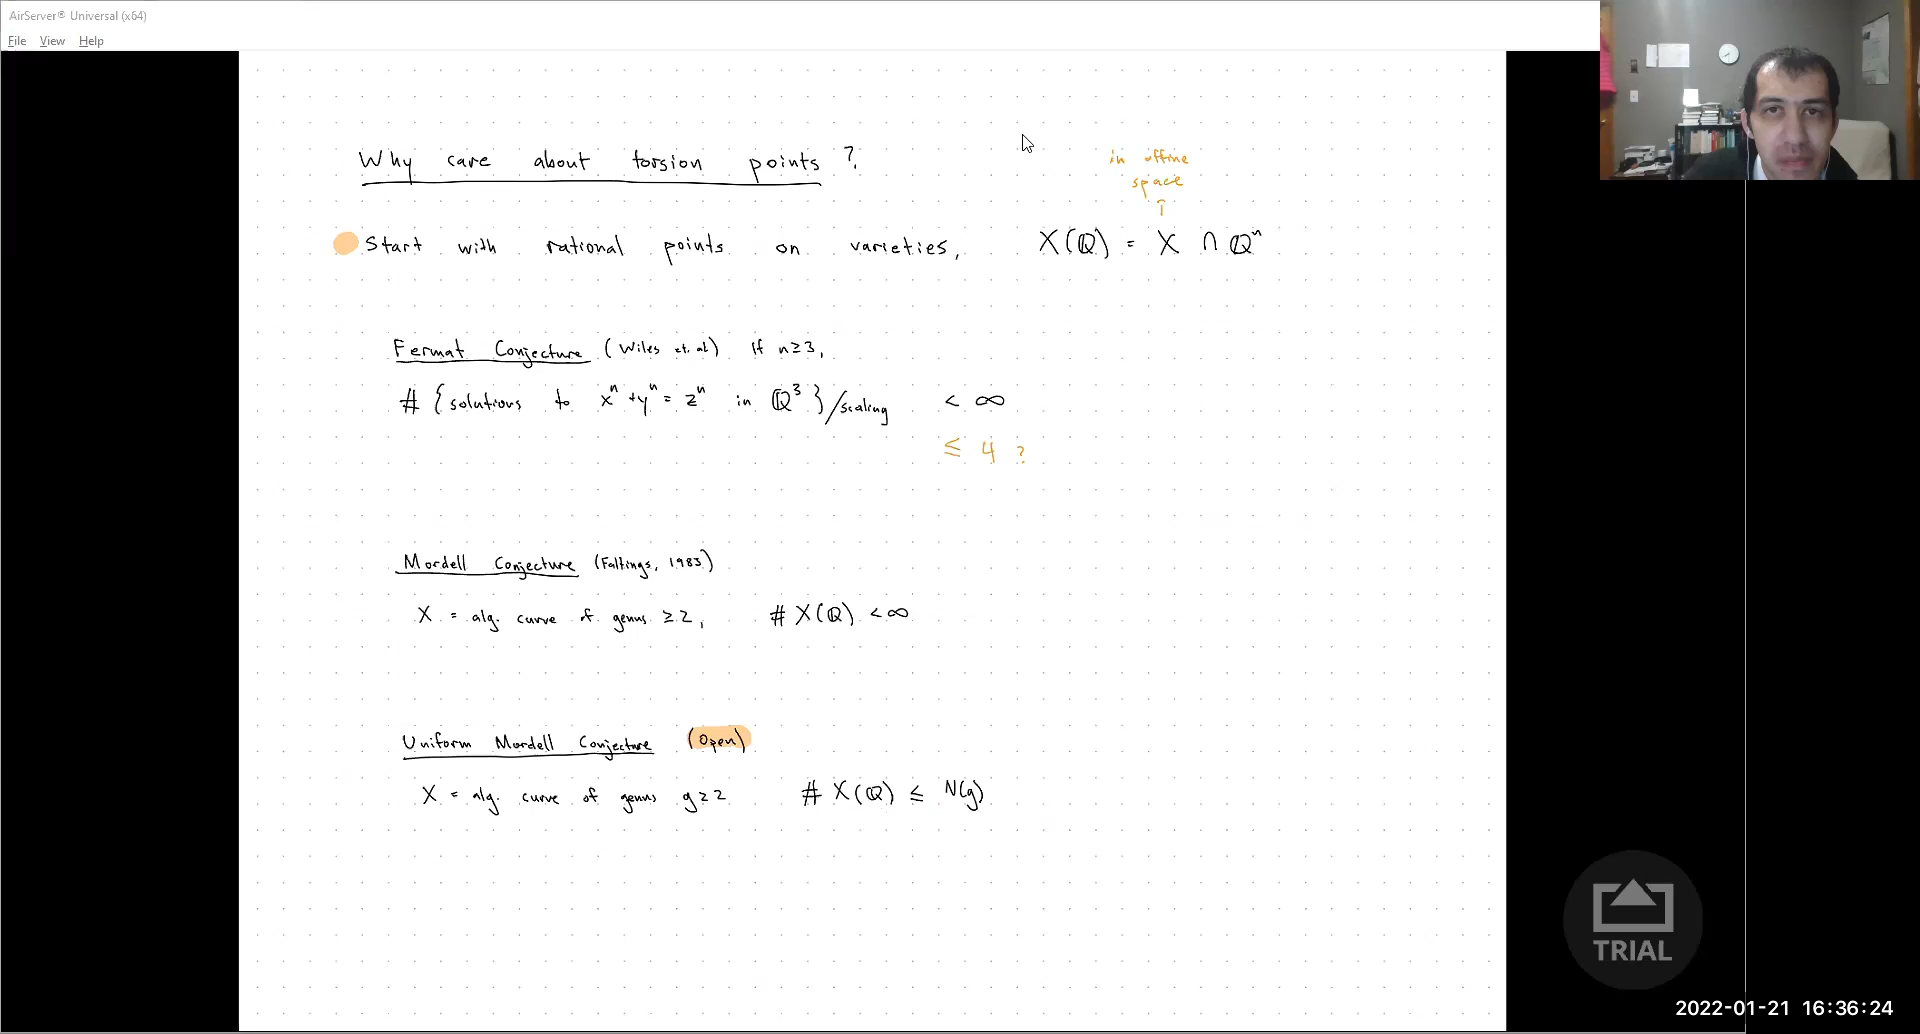 AirServer® Universal (x64)
File View Help
Why care about torsion points ?
in affine
space
Start with rational points on varieties, X(ℚ) = X ∩ ℚⁿ
Fermat Conjecture (Wiles et. al) If n≥3,
# {solutions to xⁿ+yⁿ = zⁿ in ℚ³}/scaling < ∞
≤ 4 ?
Mordell Conjecture (Faltings, 1983)
X = alg. curve of genus ≥2, # X(ℚ) <∞
Uniform Mordell Conjecture (Open)
X = alg. curve of genus g≥2 # X(ℚ) ≤ N(g)
TRIAL
2022-01-21 16:36:24